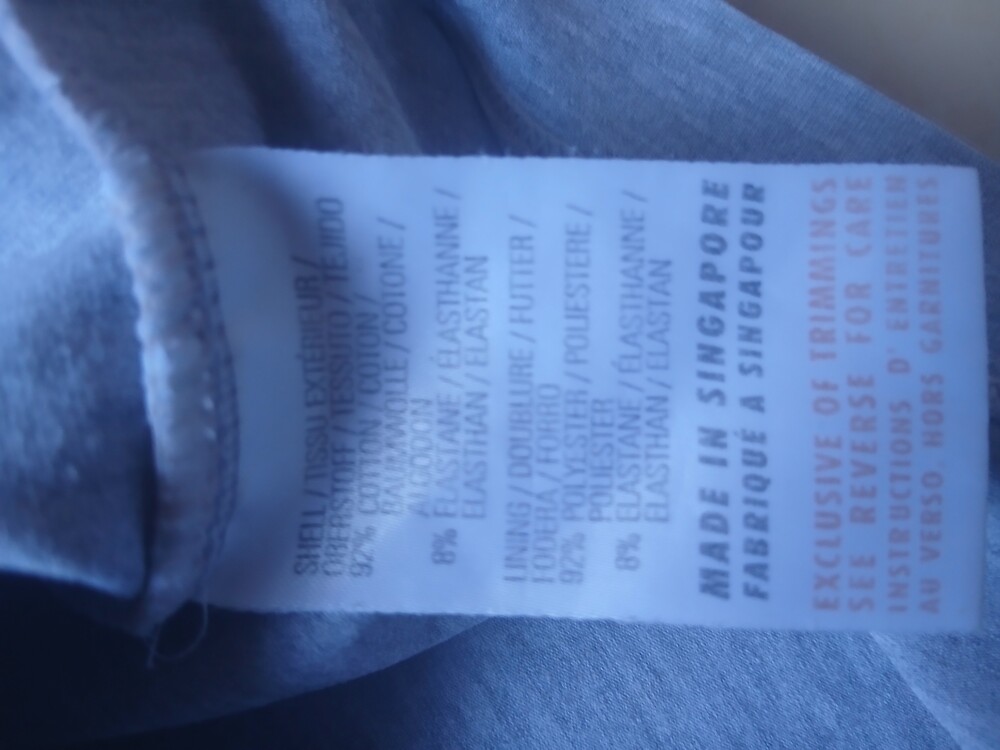 SHELL / TISSU EXTÉRIEUR /
OBERSTOFF / TESSUTO / TEJIDO
92% COTTON / COTON /
BAUMWOLLE / COTONE /
ALGODON
8% ELASTANE / ÉLASTHANNE /
ELASTHAN / ELASTAN
LINING / DOUBLURE / FUTTER /
FODERA / FORRO
92% POLYESTER / POLIESTERE /
POLIESTER
8% ELASTANE / ÉLASTHANNE /
ELASTHAN / ELASTAN
MADE IN SINGAPORE
FABRIQUÉ A SINGAPOUR
EXCLUSIVE OF TRIMMINGS
SEE REVERSE FOR CARE
INSTRUCTIONS D' ENTRETIEN
AU VERSO, HORS GARNITURES